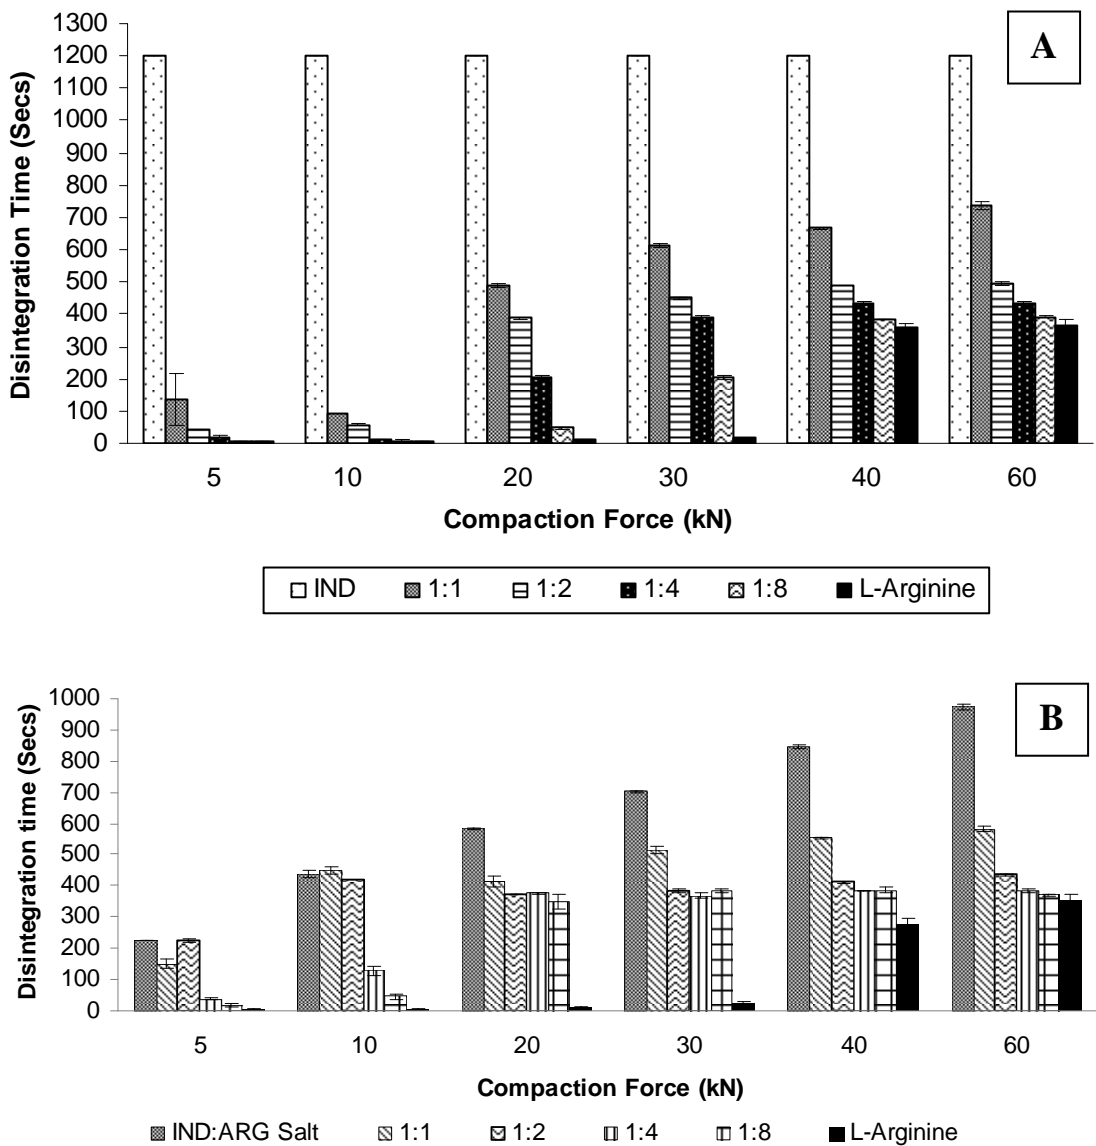 A
Disintegration Time (Secs)
1300
1200
1100
1000
900
800
700
600
500
400
300
200
100
0
5 10 20 30 40 60
Compaction Force (kN)
IND 1:1 1:2 1:4 1:8 L-Arginine
B
Disintegration time (Secs)
1000
900
800
700
600
500
400
300
200
100
0
5 10 20 30 40 60
Compaction Force (kN)
IND:ARG Salt 1:1 1:2 1:4 1:8 L-Arginine